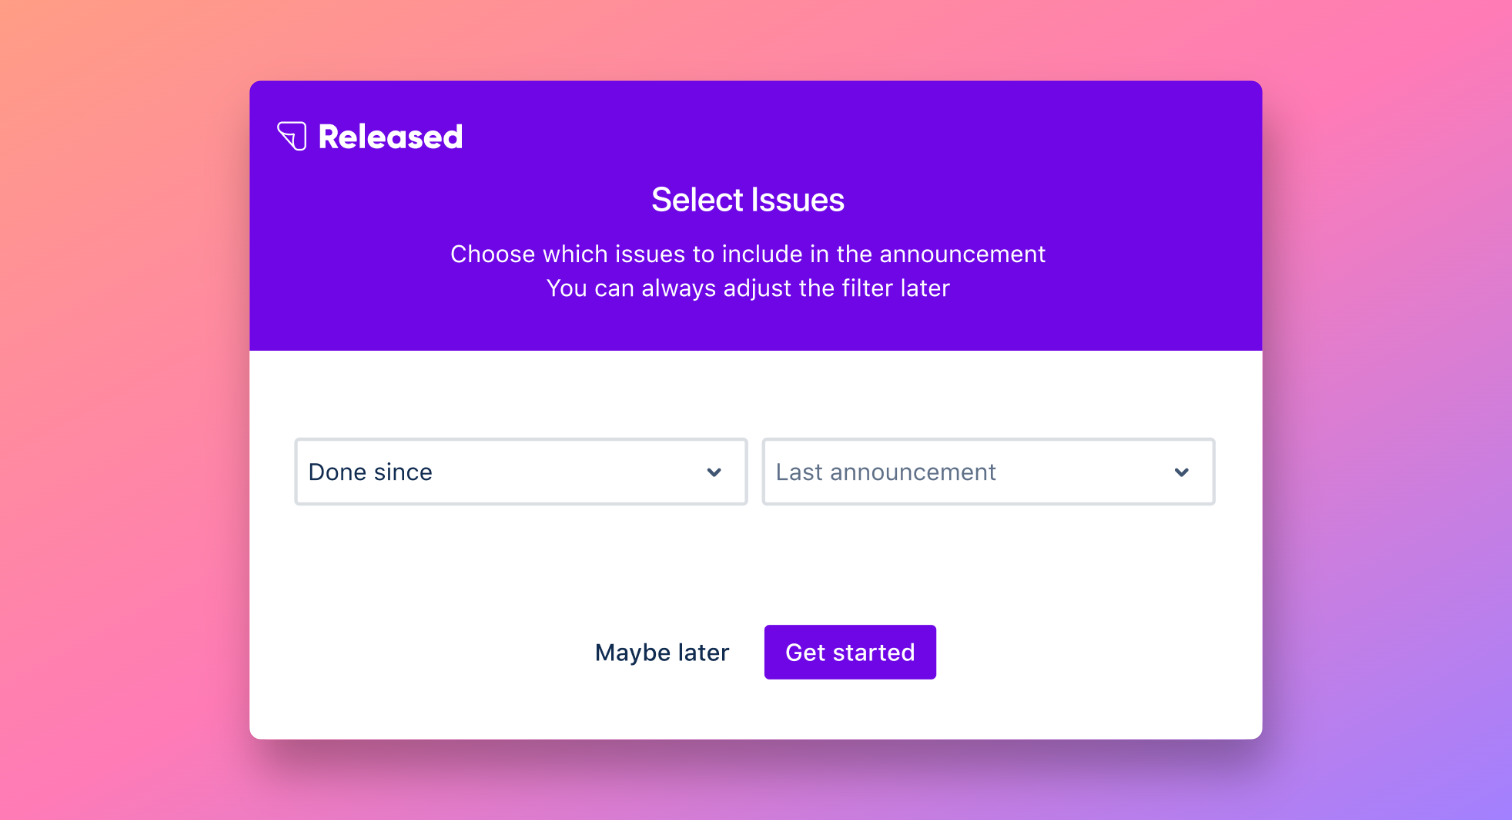 Released
Select Issues
Choose which issues to include in the announcement
You can always adjust the filter later
Done since
Last announcement
Maybe later
Get started